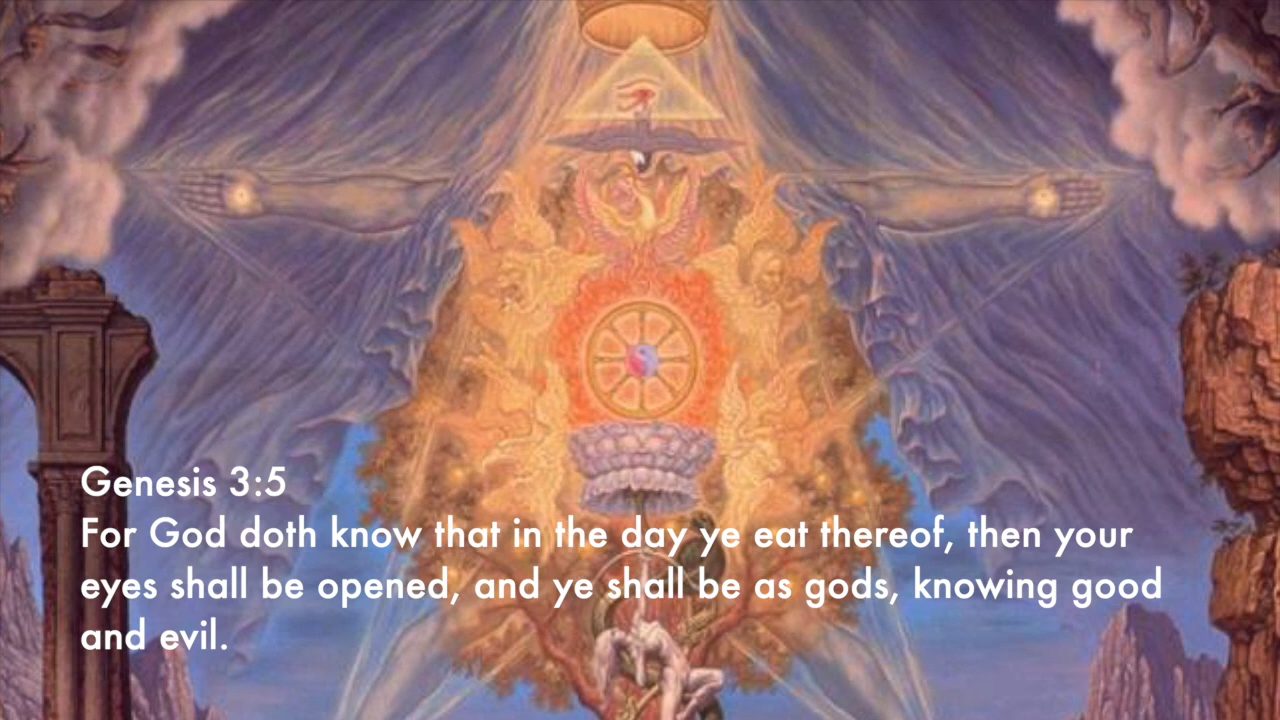 Genesis 3:5
For God doth know that in the day ye eat thereof, then your
eyes shall be opened, and ye shall be as gods, knowing good
and evil.